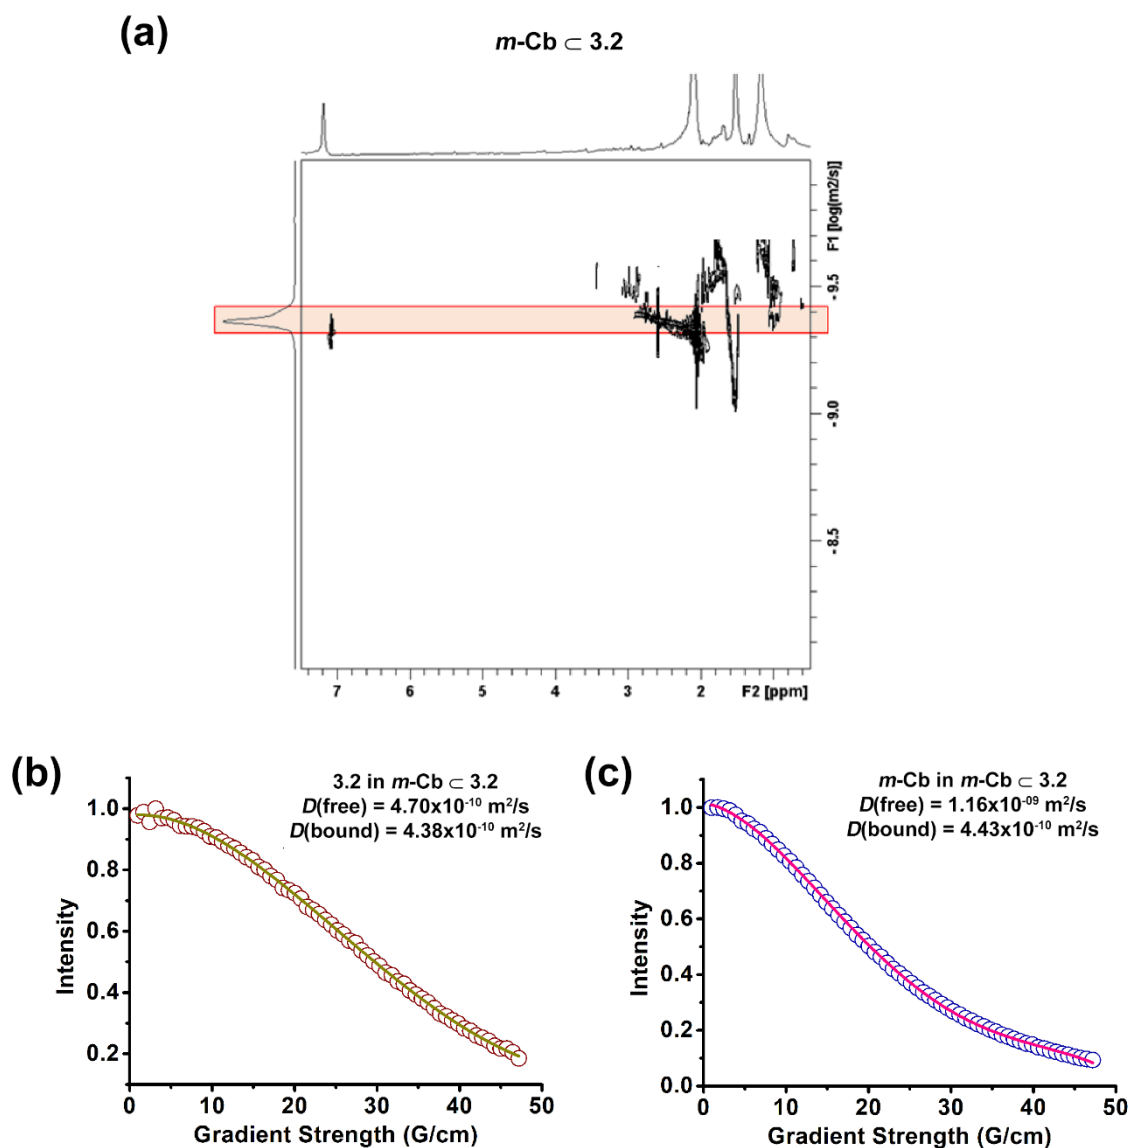 (a)
m-Cb ⊂ 3.2
F1 [log(m2/s)]
- 9.5
- 9.0
- 8.5
7 6 5 4 3 2 F2 [ppm]
(b)
3.2 in m-Cb ⊂ 3.2
D(free) = 4.70x10⁻¹⁰ m²/s
D(bound) = 4.38x10⁻¹⁰ m²/s
Intensity
1.0
0.8
0.6
0.4
0.2
0 10 20 30 40 50
Gradient Strength (G/cm)
(c)
m-Cb in m-Cb ⊂ 3.2
D(free) = 1.16x10⁻⁰⁹ m²/s
D(bound) = 4.43x10⁻¹⁰ m²/s
Intensity
1.0
0.8
0.6
0.4
0.2
0.0
0 10 20 30 40 50
Gradient Strength (G/cm)